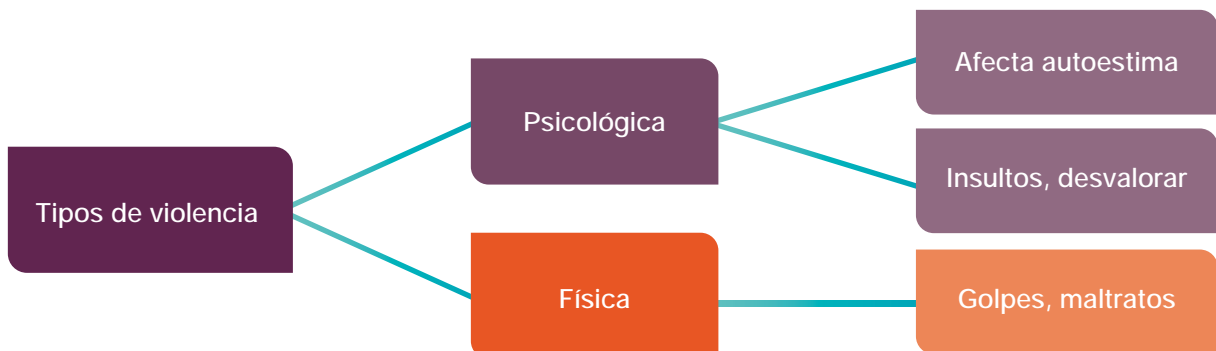 Tipos de violencia
Psicológica
Afecta autoestima
Insultos, desvalorar
Física
Golpes, maltratos